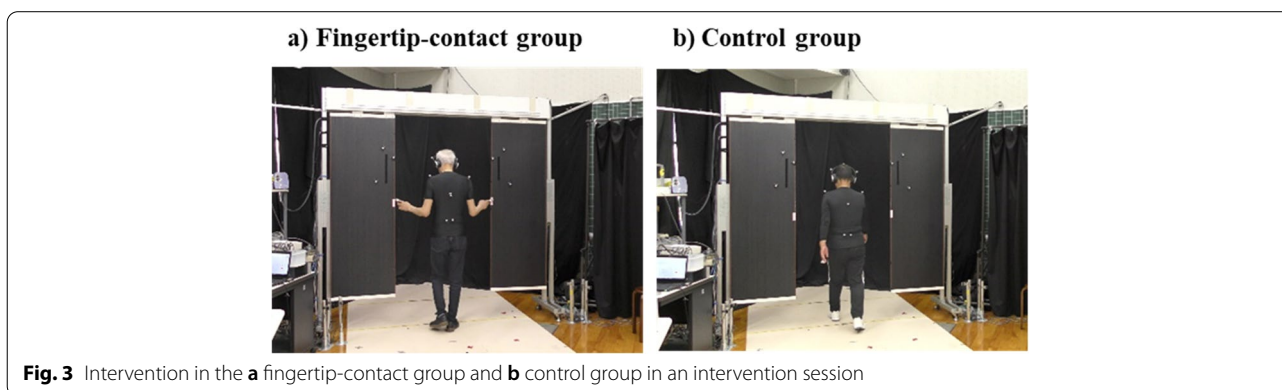 a) Fingertip-contact group
b) Control group
Fig. 3 Intervention in the a fingertip-contact group and b control group in an intervention session